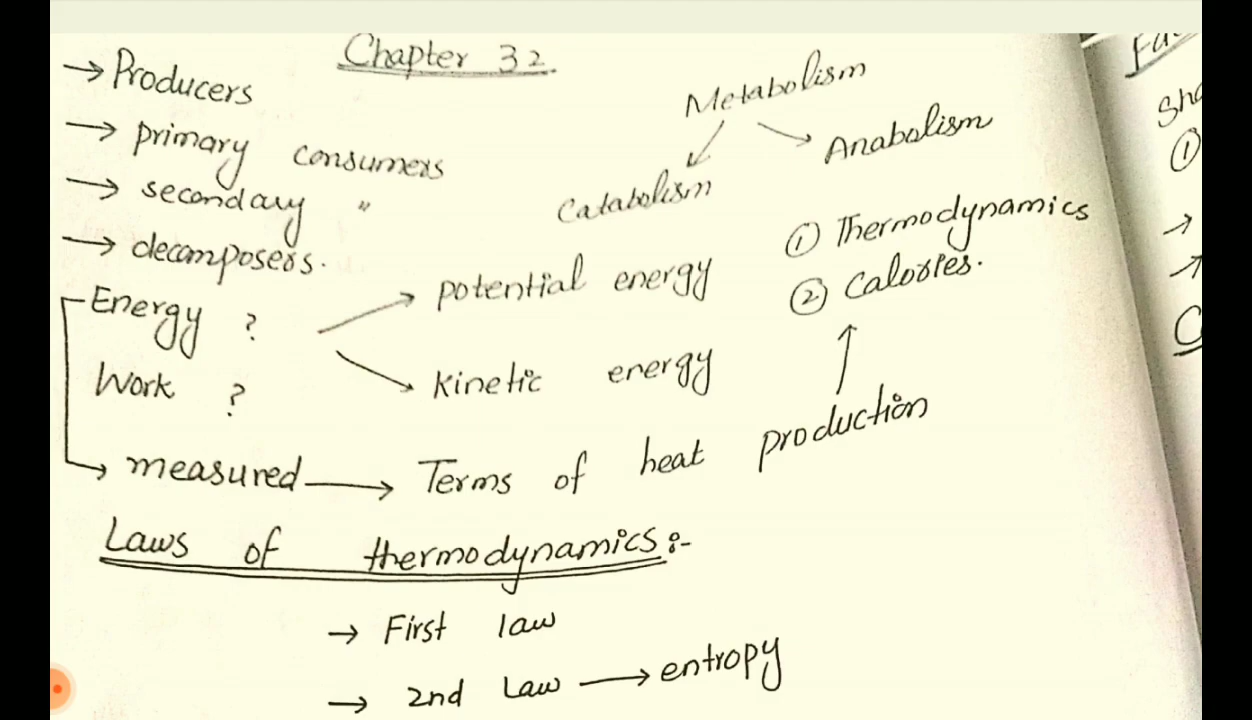 Chapter 32
→ Producers
→ primary consumers
→ secondary "
→ decomposers.
Metabolism
Catabolism
Anabolism
① Thermodynamics
② Calories.
Energy ?
potential energy
Kinetic energy
Work ?
measured → Terms of heat production
Laws of thermodynamics :-
→ First law
→ 2nd Law → entropy
①